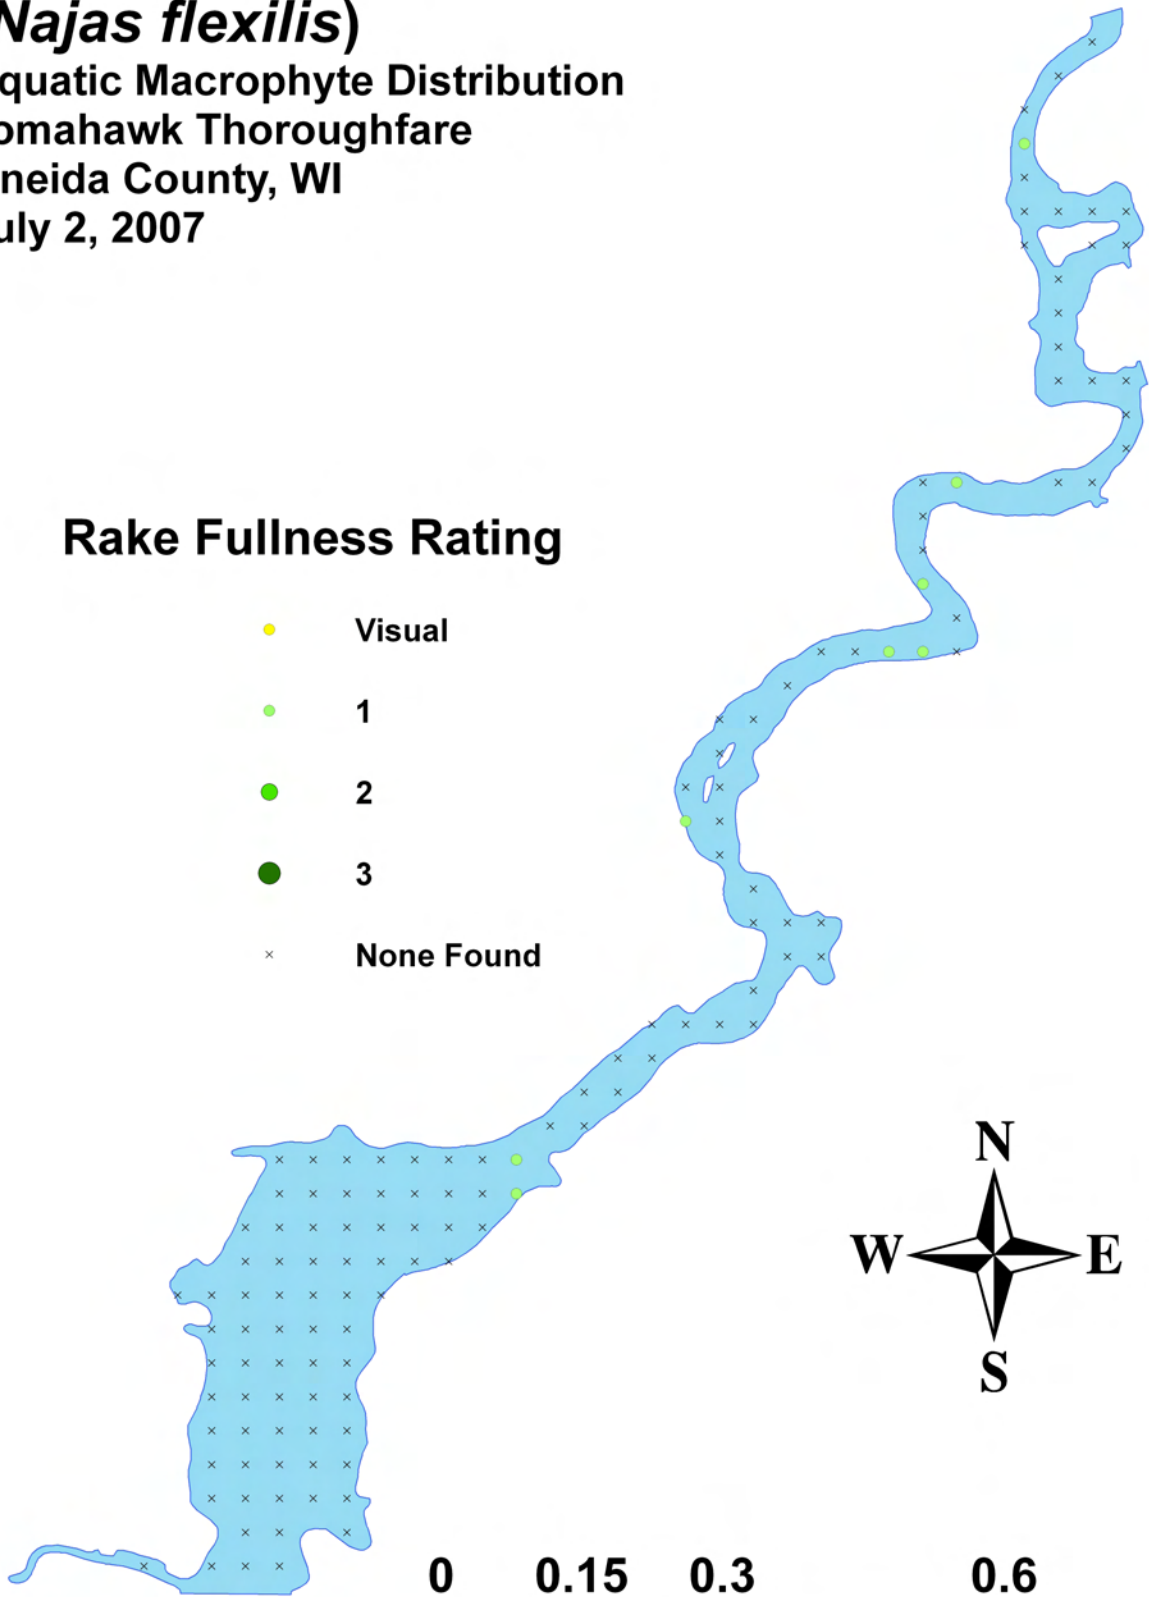 Najas flexilis)
quatic Macrophyte Distribution
omahawk Thoroughfare
neida County, WI
uly 2, 2007
Rake Fullness Rating
Visual
1
2
3
None Found
N
W E
S
0 0.15 0.3 0.6